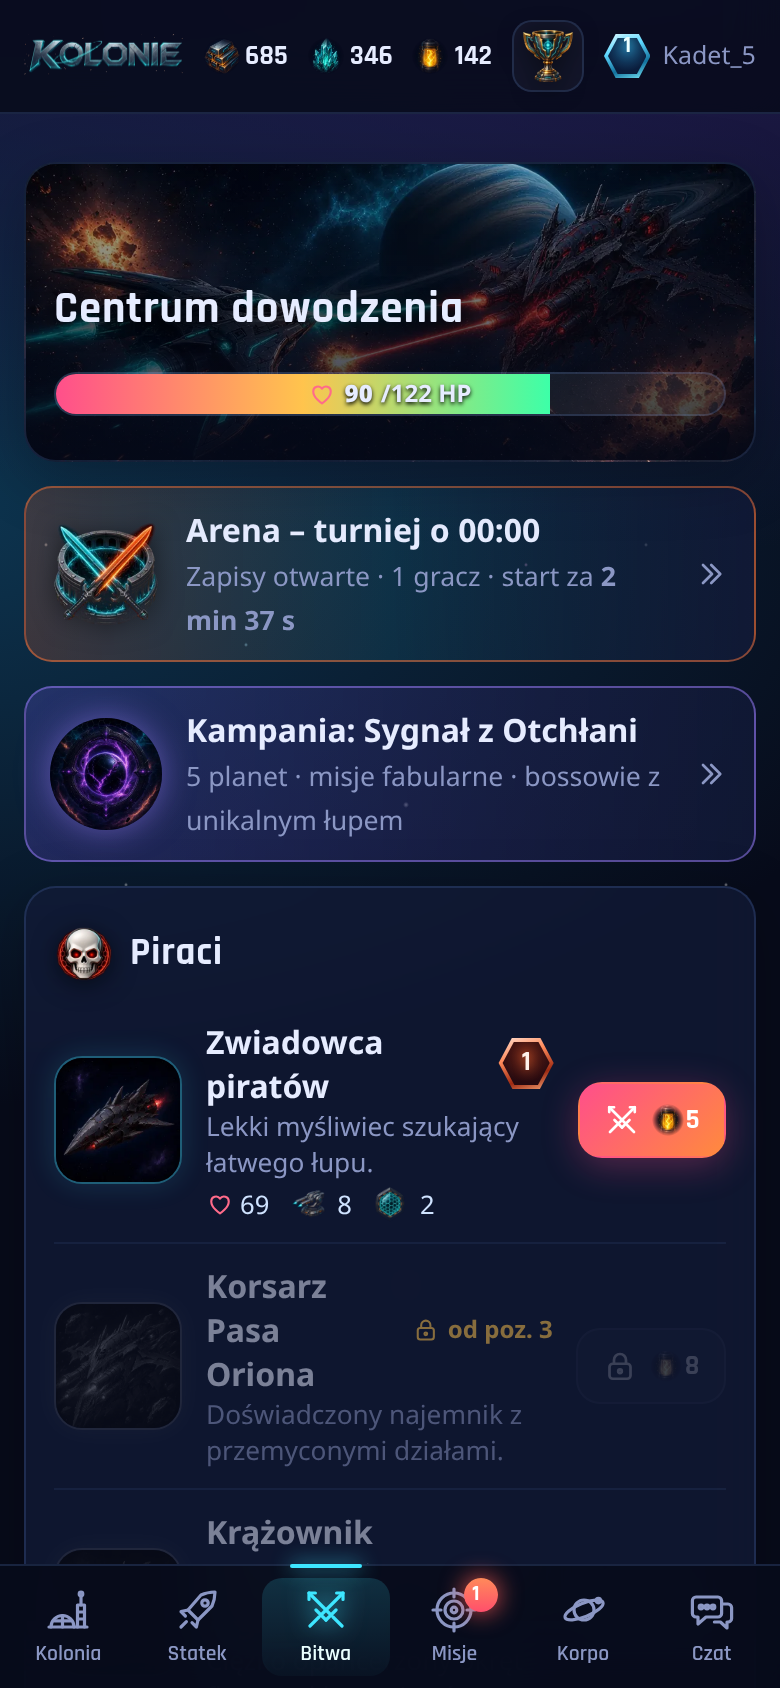 KOLONIE 685 346 142 1 Kadet_5
Centrum dowodzenia
90 /122 HP
Arena – turniej o 00:00
Zapisy otwarte · 1 gracz · start za 2
min 37 s
Kampania: Sygnał z Otchłani
5 planet · misje fabularne · bossowie z
unikalnym łupem
Piraci
Zwiadowca
piratów
1
Lekki myśliwiec szukający
łatwego łupu.
69 8 2
5
Korsarz
Pasa
Oriona
od poz. 3
Doświadczony najemnik z
przemyconymi działami.
8
Krążownik
Kolonia Statek Bitwa Misje 1 Korpo Czat